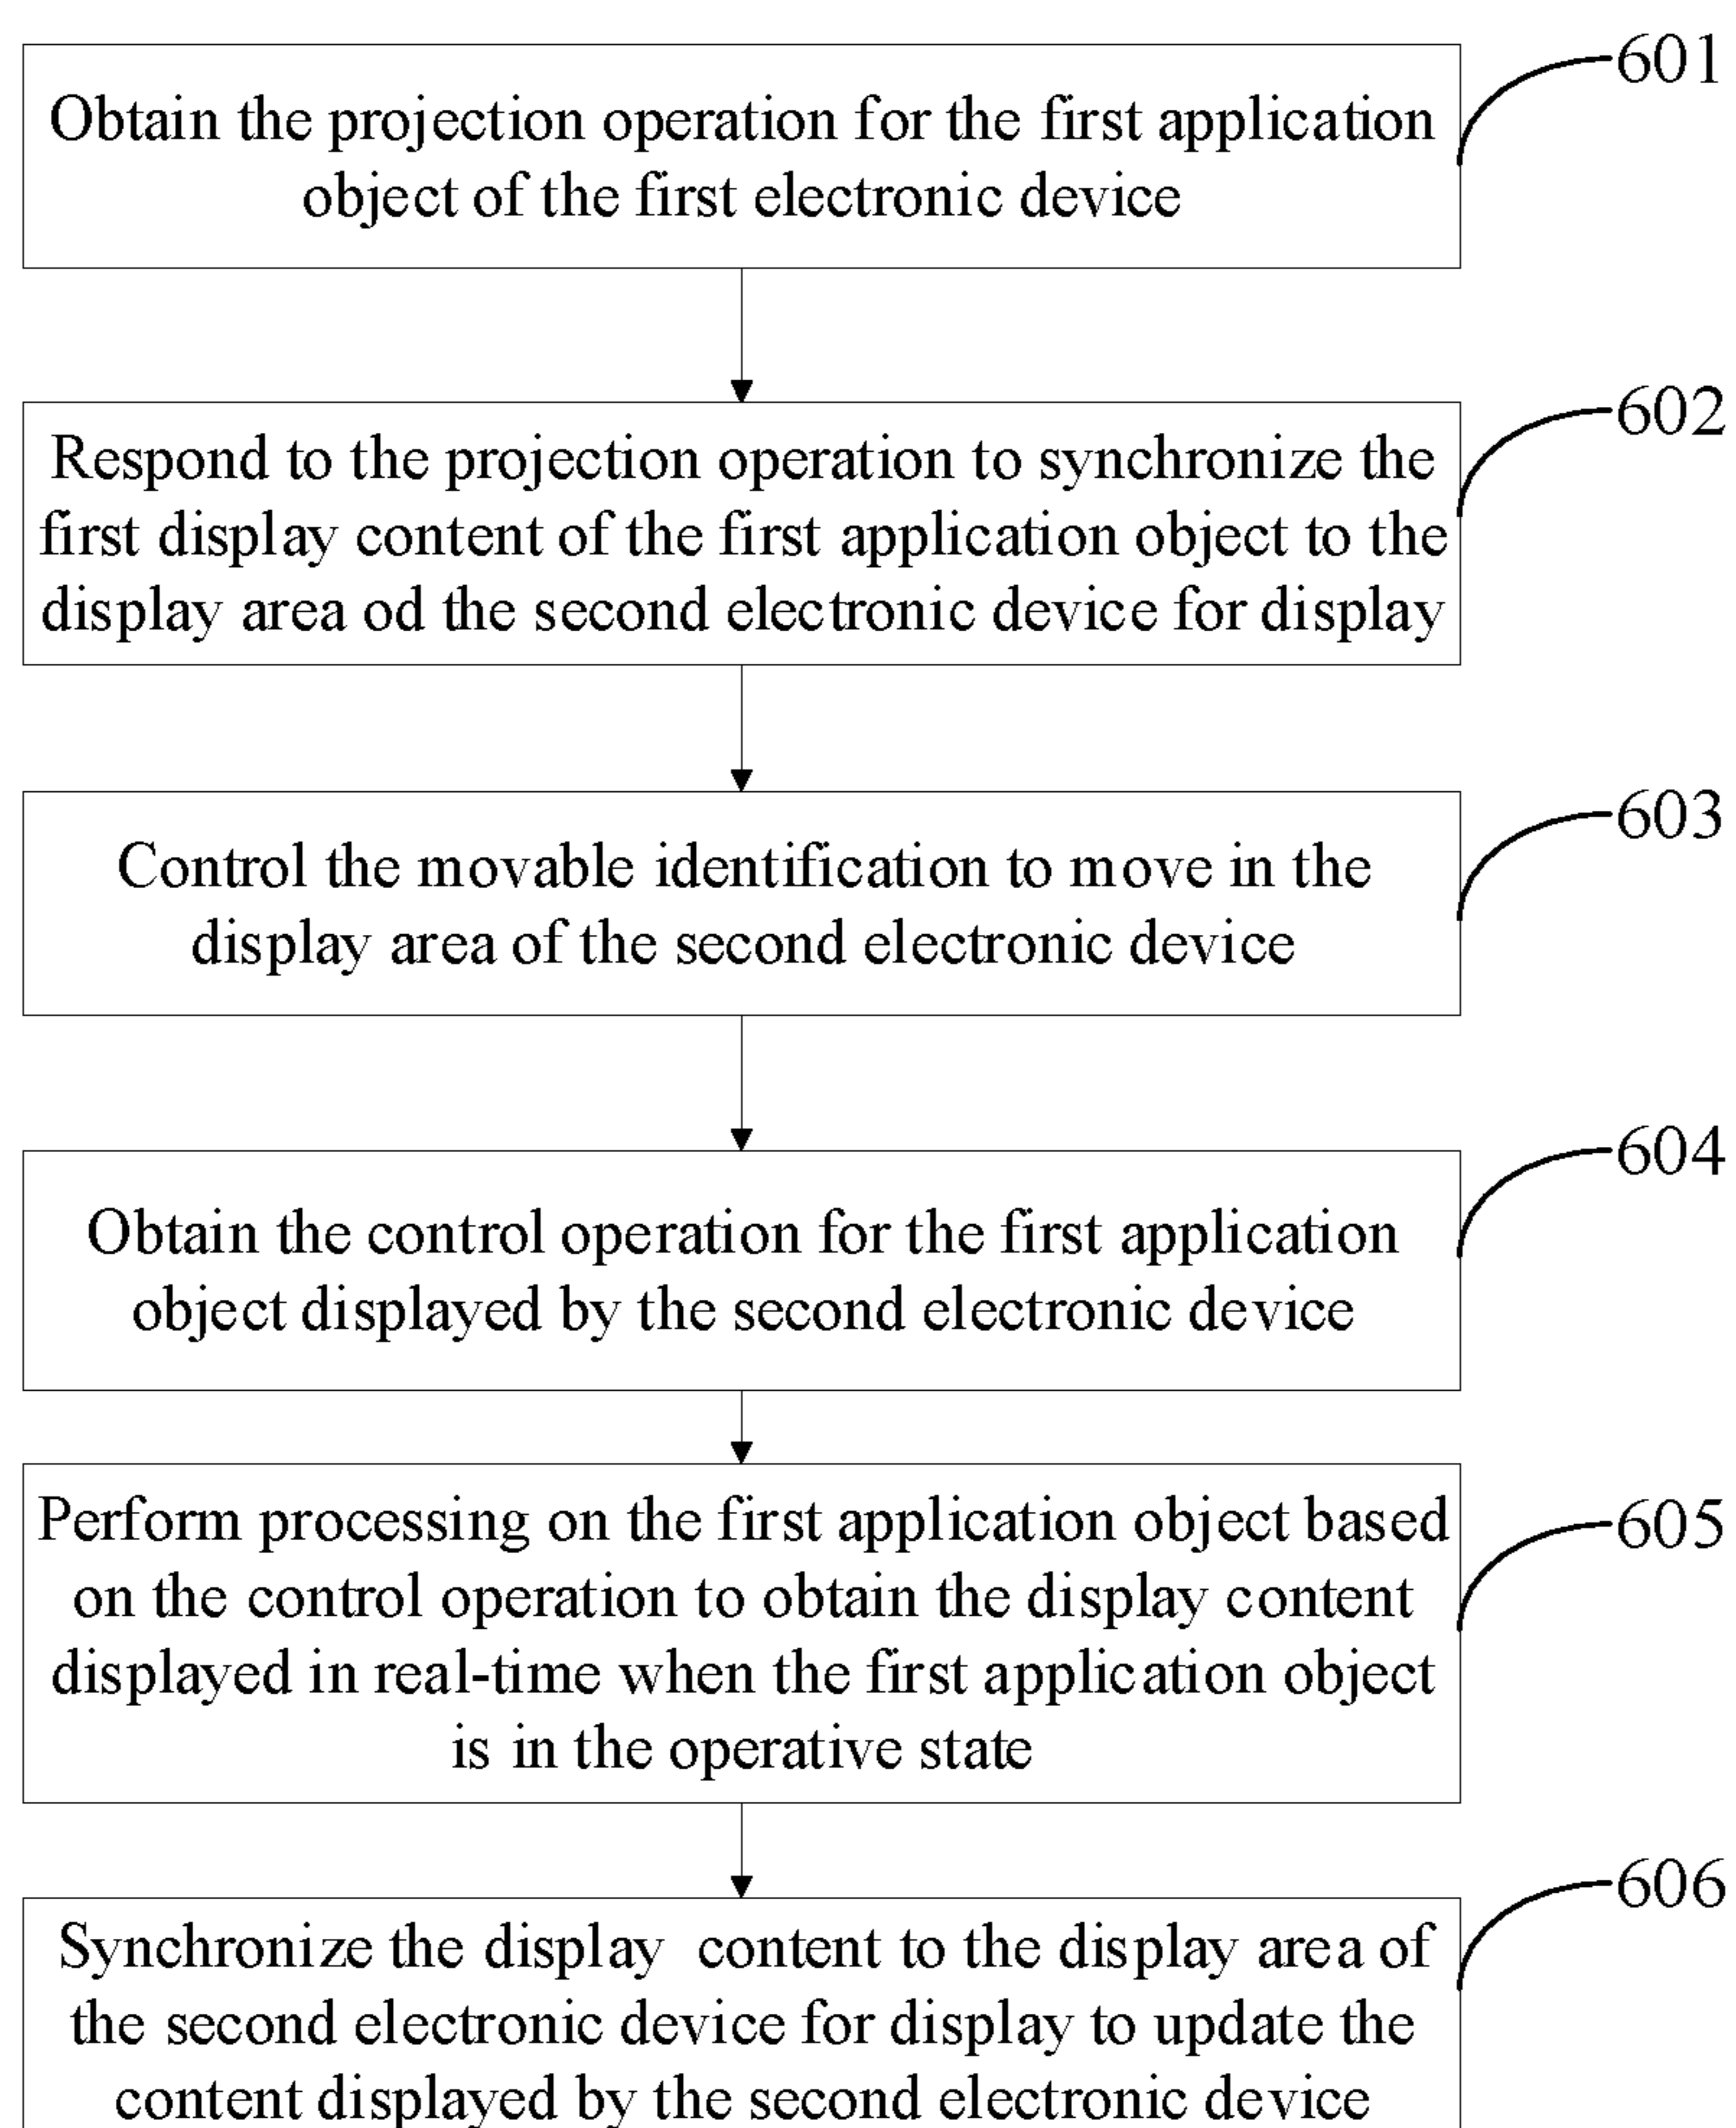 601
Obtain the projection operation for the first application
object of the first electronic device
602
Respond to the projection operation to synchronize the
first display content of the first application object to the
display area od the second electronic device for display
603
Control the movable identification to move in the
display area of the second electronic device
604
Obtain the control operation for the first application
object displayed by the second electronic device
605
Perform processing on the first application object based
on the control operation to obtain the display content
displayed in real-time when the first application object
is in the operative state
606
Synchronize the display content to the display area of
the second electronic device for display to update the
content displayed by the second electronic device